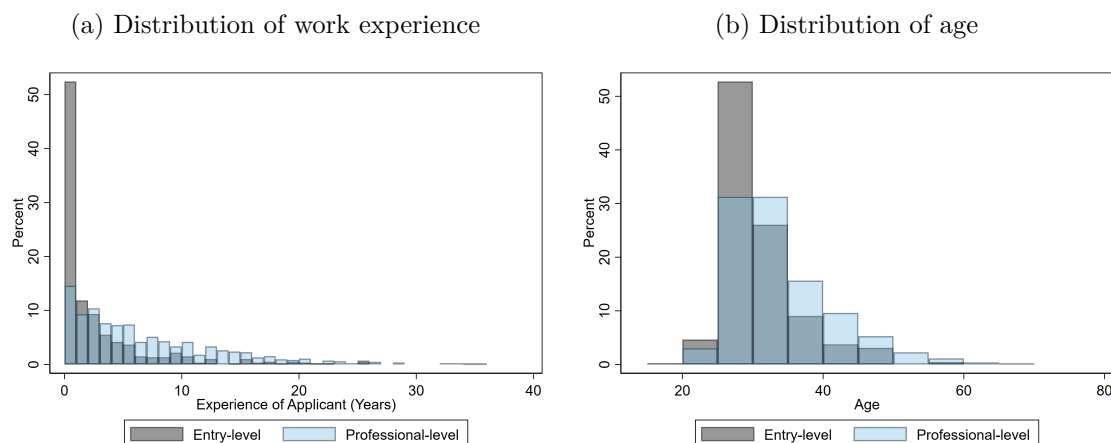 (a) Distribution of work experience
50
40
30
20
10
0
Percent
0 10 20 30 40
Experience of Applicant (Years)
Entry-level Professional-level
(b) Distribution of age
50
40
30
20
10
0
Percent
20 40 60 80
Age
Entry-level Professional-level